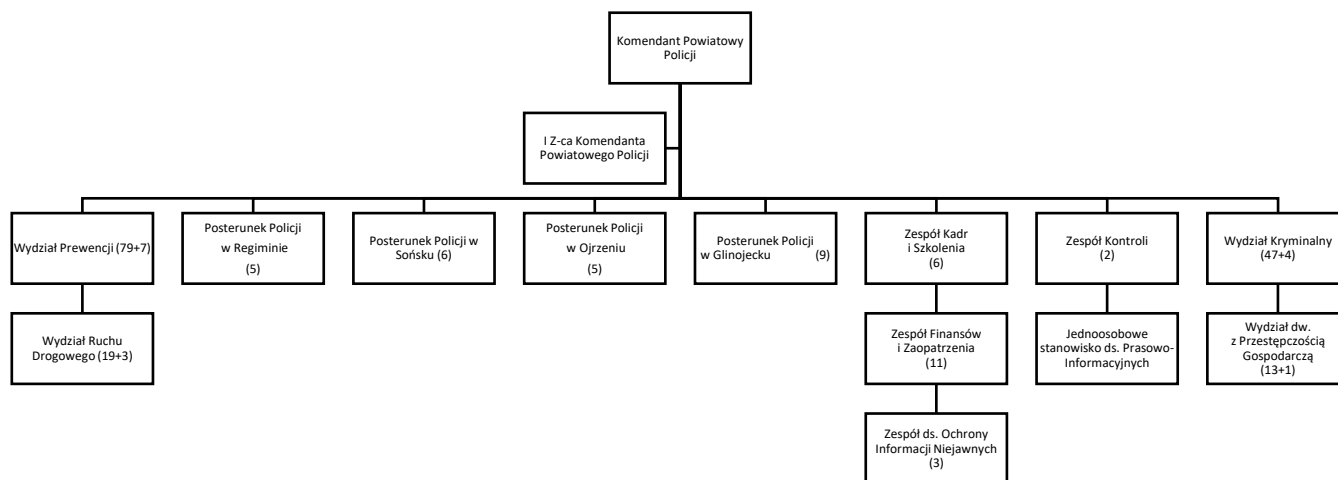 Komendant Powiatowy
Policji
I Z-ca Komendanta
Powiatowego Policji
Wydział Prewencji (79+7)
Posterunek Policji
w Regiminie
(5)
Posterunek Policji w
Sońsku (6)
Posterunek Policji
w Ojrzeniu
(5)
Posterunek Policji
w Glinojecku (9)
Zespół Kadr
i Szkolenia
(6)
Zespół Kontroli
(2)
Wydział Kryminalny
(47+4)
Wydział Ruchu
Drogowego (19+3)
Zespół Finansów
i Zaopatrzenia
(11)
Jednoosobowe
stanowisko ds. Prasowo-
Informacyjnych
Wydział dw.
z Przestępczością
Gospodarczą
(13+1)
Zespół ds. Ochrony
Informacji Niejawnych
(3)